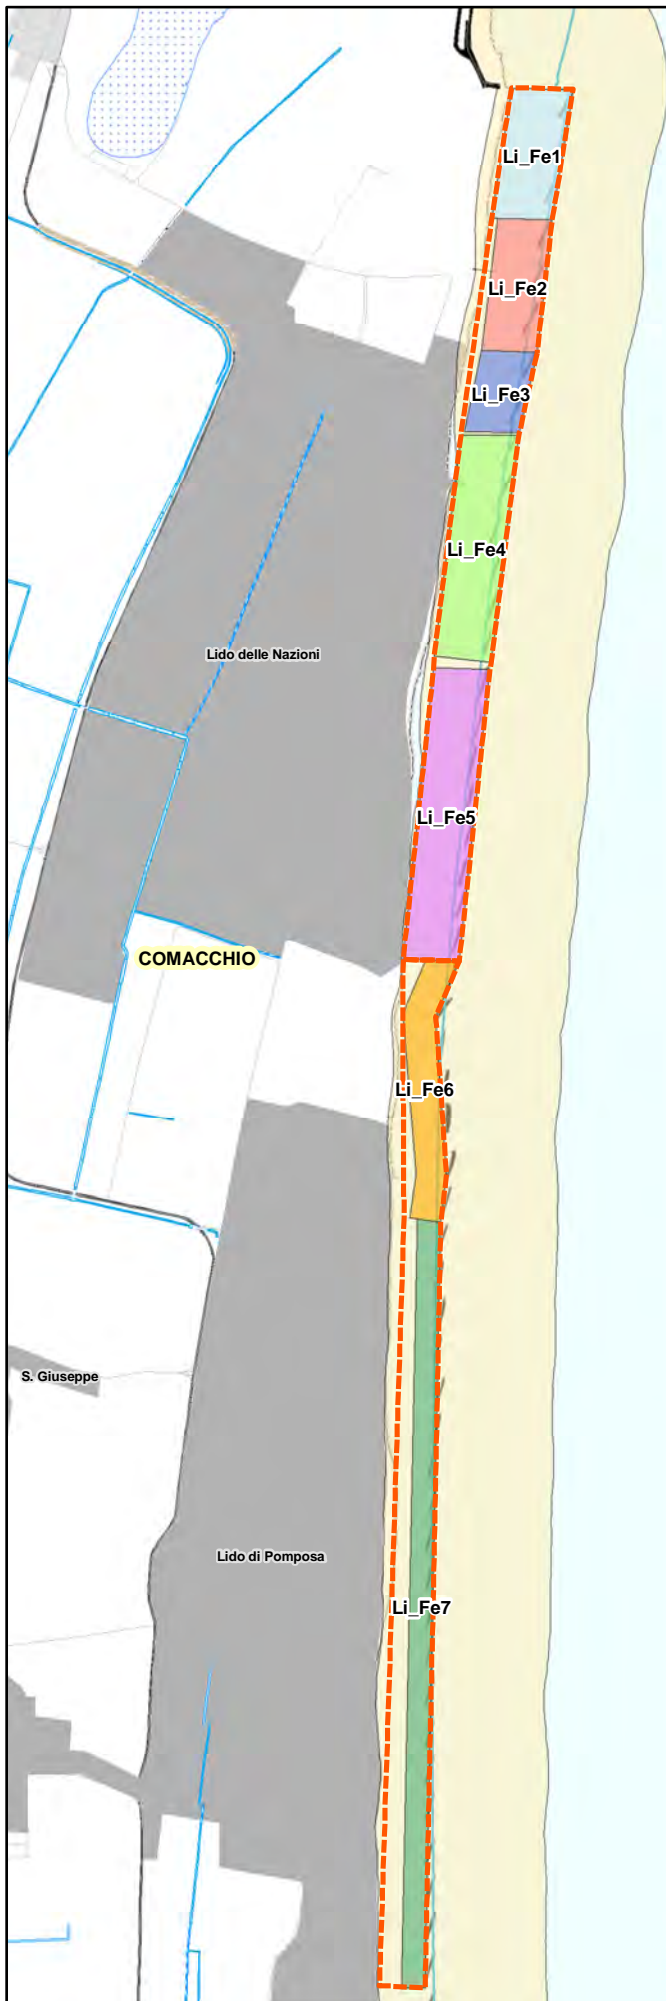 Li_Fe1
Li_Fe2
Li_Fe3
Li_Fe4
Lido delle Nazioni
Li_Fe5
COMACCHIO
Li_Fe6
S. Giuseppe
Lido di Pomposa
Li_Fe7